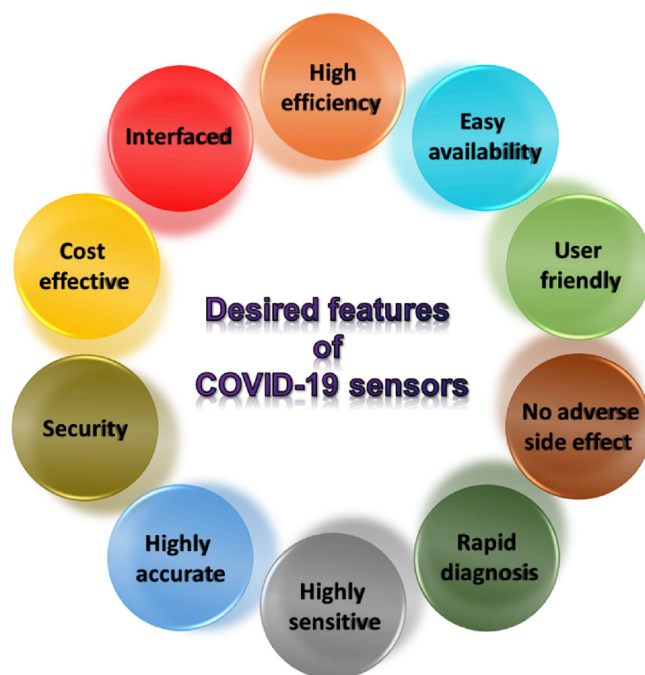 High
efficiency
Easy
availability
User
friendly
No adverse
side effect
Rapid
diagnosis
Highly
sensitive
Highly
accurate
Security
Cost
effective
Interfaced
Desired features
of
COVID-19 sensors